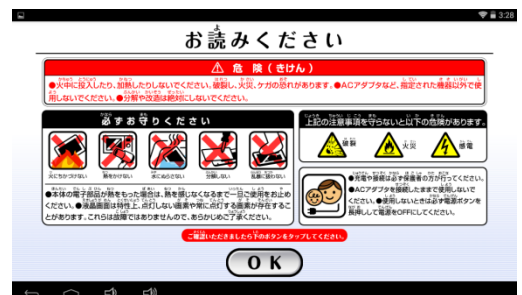 3:28
お読みください
危 険 ( きけん )
●火中に投入したり、加熱したりしないでください。破裂し、火災、ケガの恐れがあります。●ACアダプタなど、指定された機器以外で使
用しないでください。●分解や改造は絶対にしないでください。
必ずお守りください
火にちかづけない
熱をかけない
水にぬらさない
分解しない
乱暴に扱わない
●本体の電子部品が熱をもった場合は、熱を感じなくなるまで一旦ご使用をお止め
ください。●液晶画面は特性上、点灯しない画素や常に点灯する画素が存在するこ
とがあります。これらは故障ではありませんので、あらかじめご了承ください。
上記の注意事項を守らないと以下の危険があります。
破裂
火災
感電
●充電や接続は必ず保護者の方が行ってください。
●ACアダプタを接続したままで使用しないで
ください。●使用しないときは必ず電源ボタンを
長押しして電源をOFFにしてください。
ご確認いただきましたら下のボタンをタップしてください。
OK